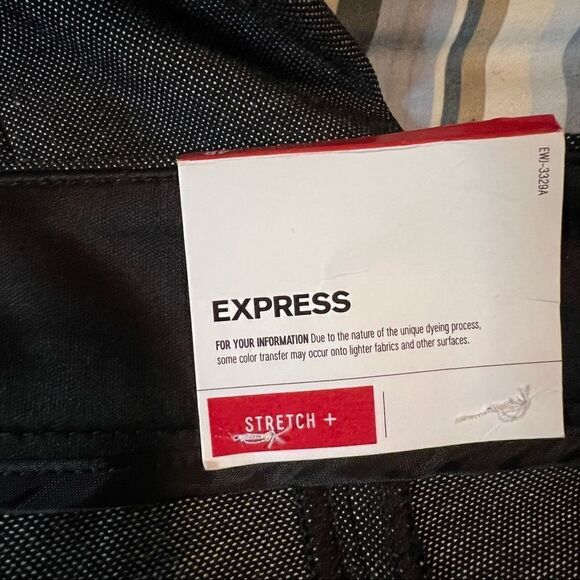 EWJ-3329A
EXPRESS
FOR YOUR INFORMATION Due to the nature of the unique dyeing process,
some color transfer may occur onto lighter fabrics and other surfaces.
STRETCH +